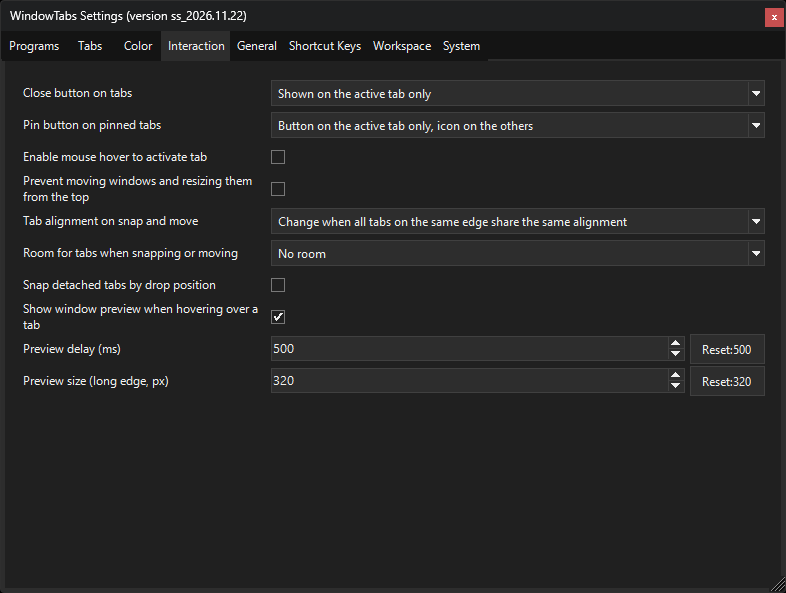 WindowTabs Settings (version ss_2026.11.22)
x
Programs Tabs Color Interaction General Shortcut Keys Workspace System
Close button on tabs
Shown on the active tab only
Pin button on pinned tabs
Button on the active tab only, icon on the others
Enable mouse hover to activate tab
Prevent moving windows and resizing them
from the top
Tab alignment on snap and move
Change when all tabs on the same edge share the same alignment
Room for tabs when snapping or moving
No room
Snap detached tabs by drop position
Show window preview when hovering over a
tab
Preview delay (ms)
500
Reset:500
Preview size (long edge, px)
320
Reset:320